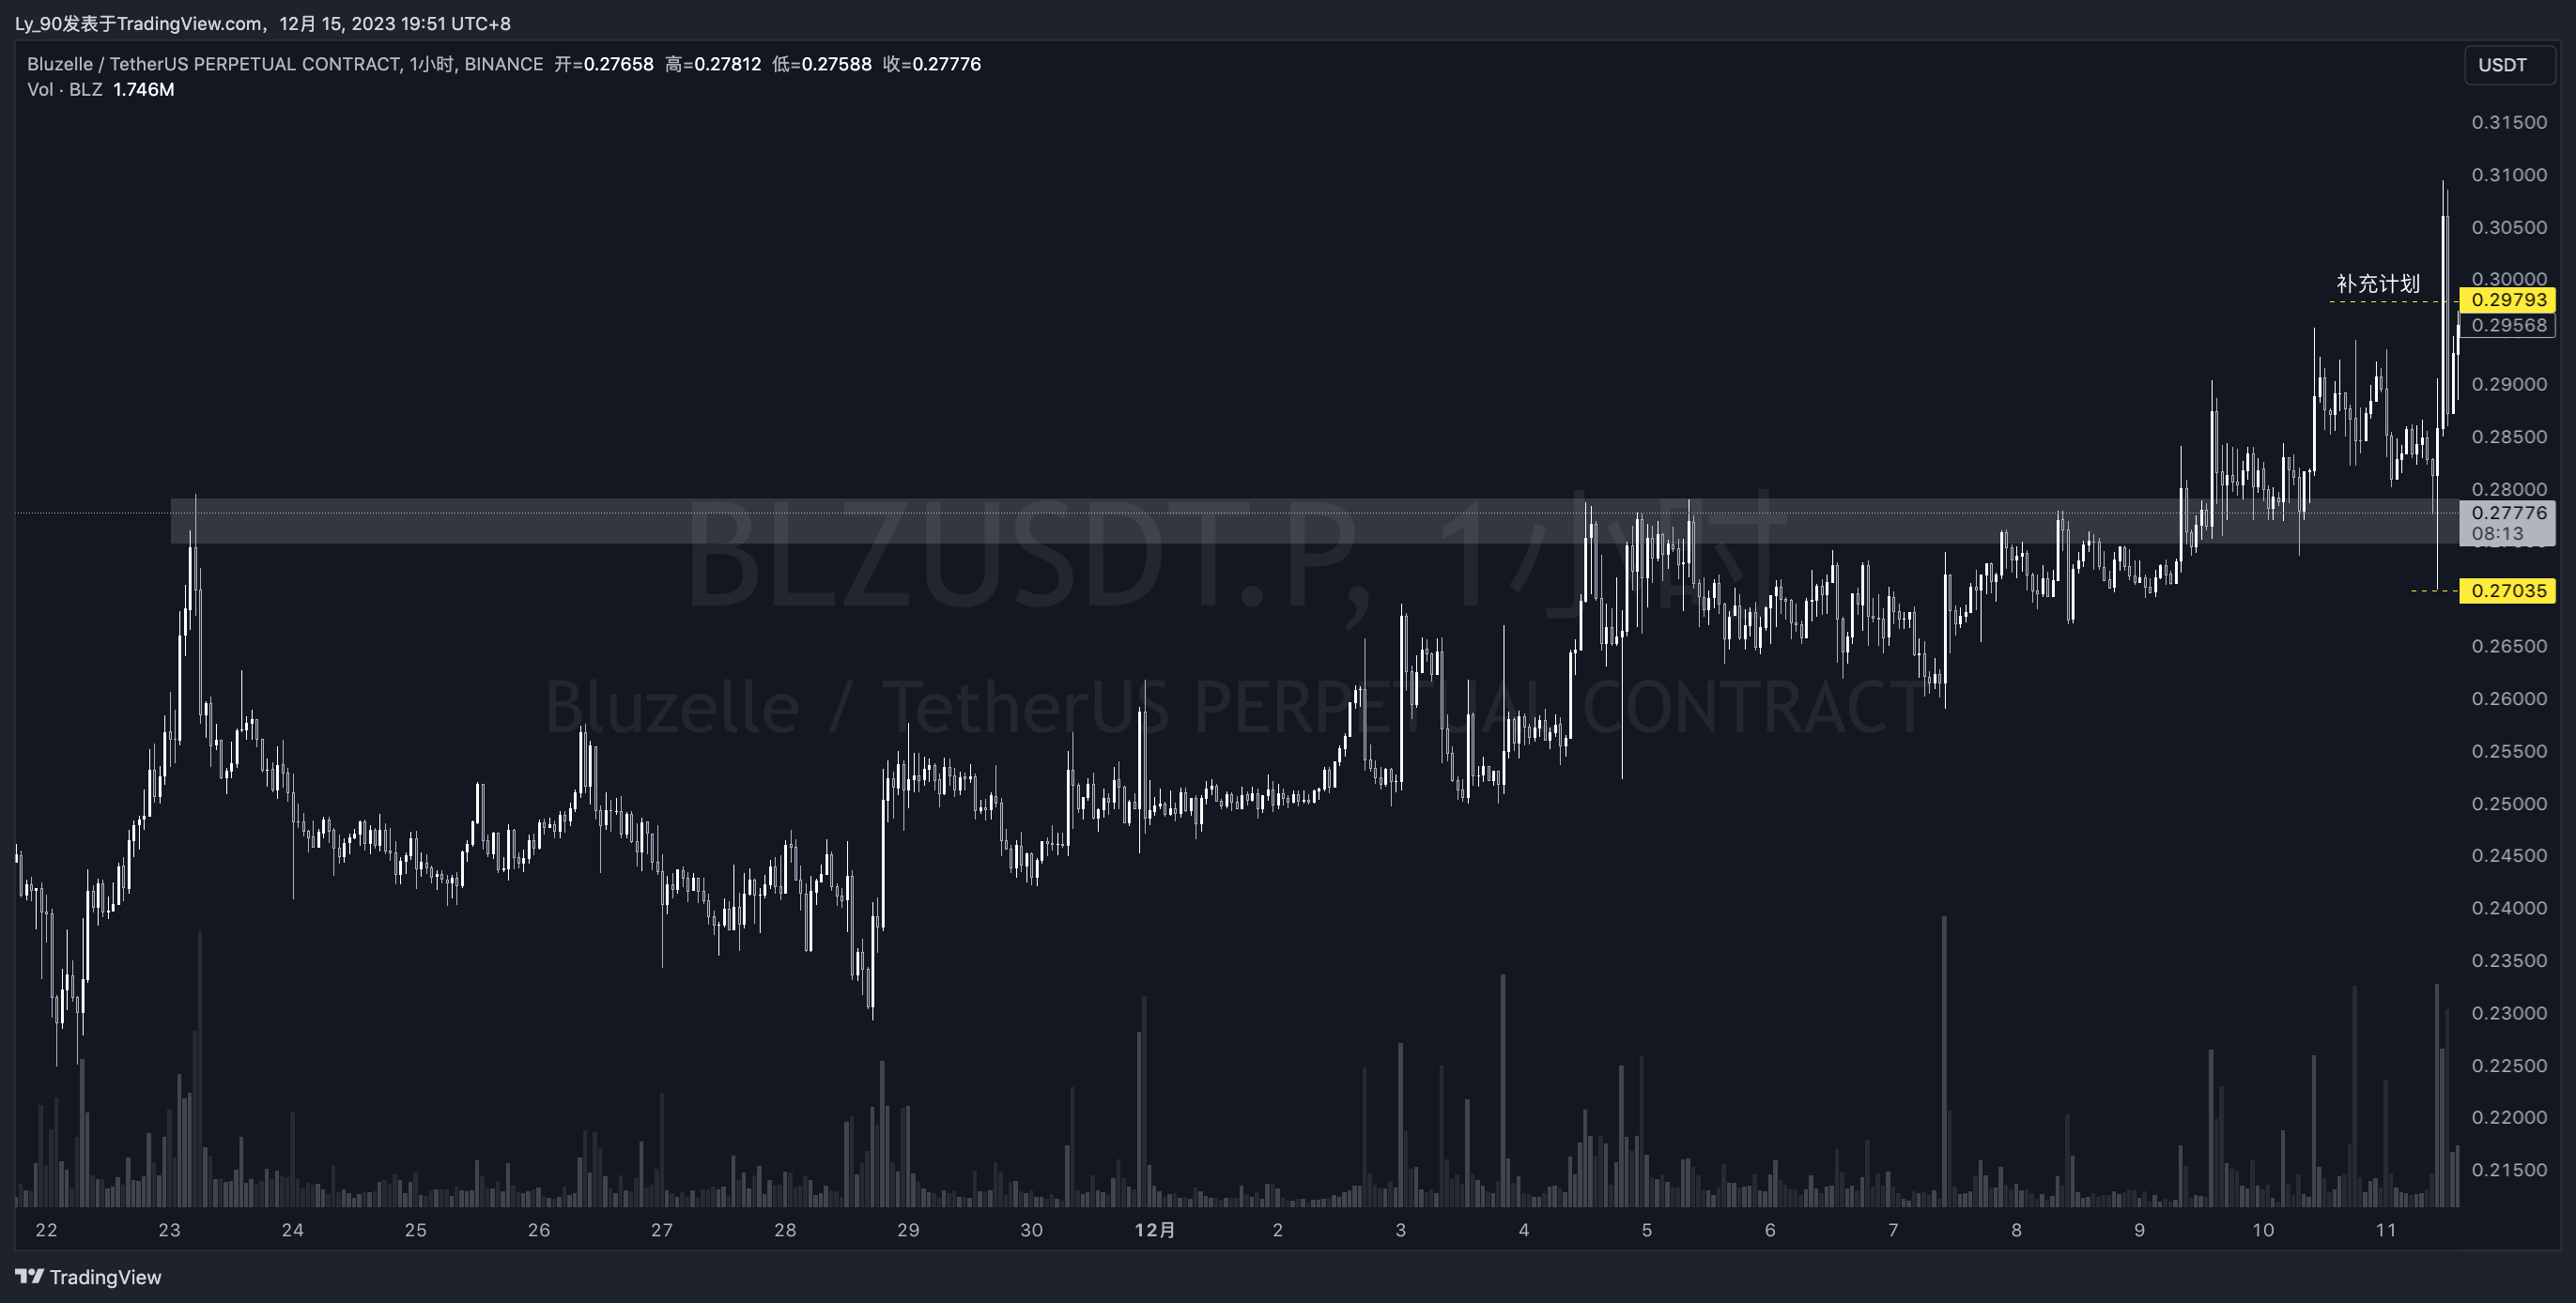 Ly_90发表于TradingView.com, 12月 15, 2023 19:51 UTC+8
Bluzelle / TetherUS PERPETUAL CONTRACT, 1小时, BINANCE 开=0.27658 高=0.27812 低=0.27588 收=0.27776
Vol · BLZ 1.746M
USDT
0.31500
0.31000
0.30500
0.30000
补充计划
0.29793
0.29568
0.29000
0.28500
0.28000
BLZUSDT.P, 1小时
0.27776
08:13
0.27035
0.26500
Bluzelle / TetherUS PERPETUAL CONTRACT
0.26000
0.25500
0.25000
0.24500
0.24000
0.23500
0.23000
0.22500
0.22000
0.21500
22 23 24 25 26 27 28 29 30 12月 2 3 4 5 6 7 8 9 10 11
TradingView